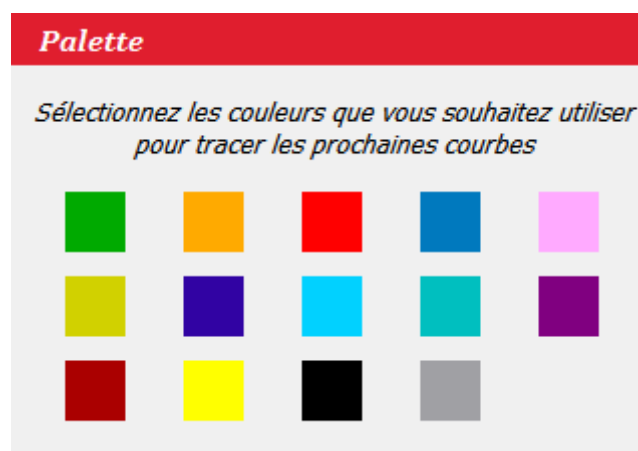 Palette
Sélectionnez les couleurs que vous souhaitez utiliser
pour tracer les prochaines courbes